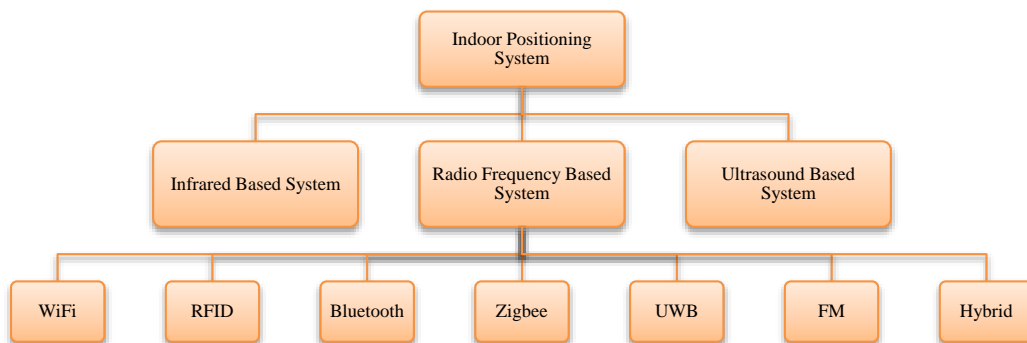 Indoor Positioning
System
Infrared Based System
Radio Frequency Based
System
Ultrasound Based
System
WiFi
RFID
Bluetooth
Zigbee
UWB
FM
Hybrid